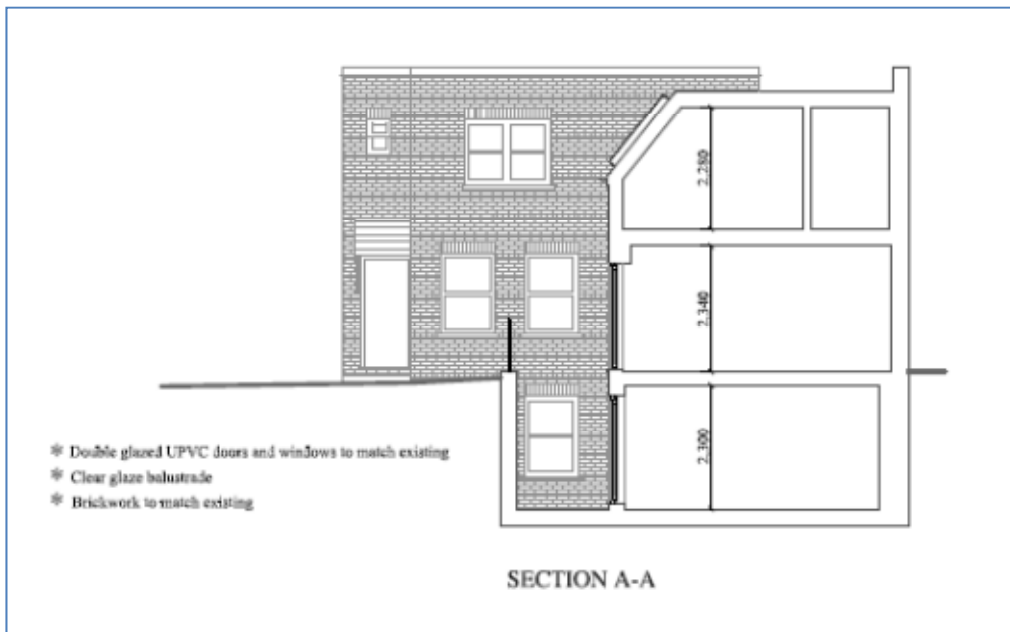 2.280
2.340
2.300
* Double glazed UPVC doors and windows to match existing
* Clear glaze balustrade
* Brickwork to match existing
SECTION A-A